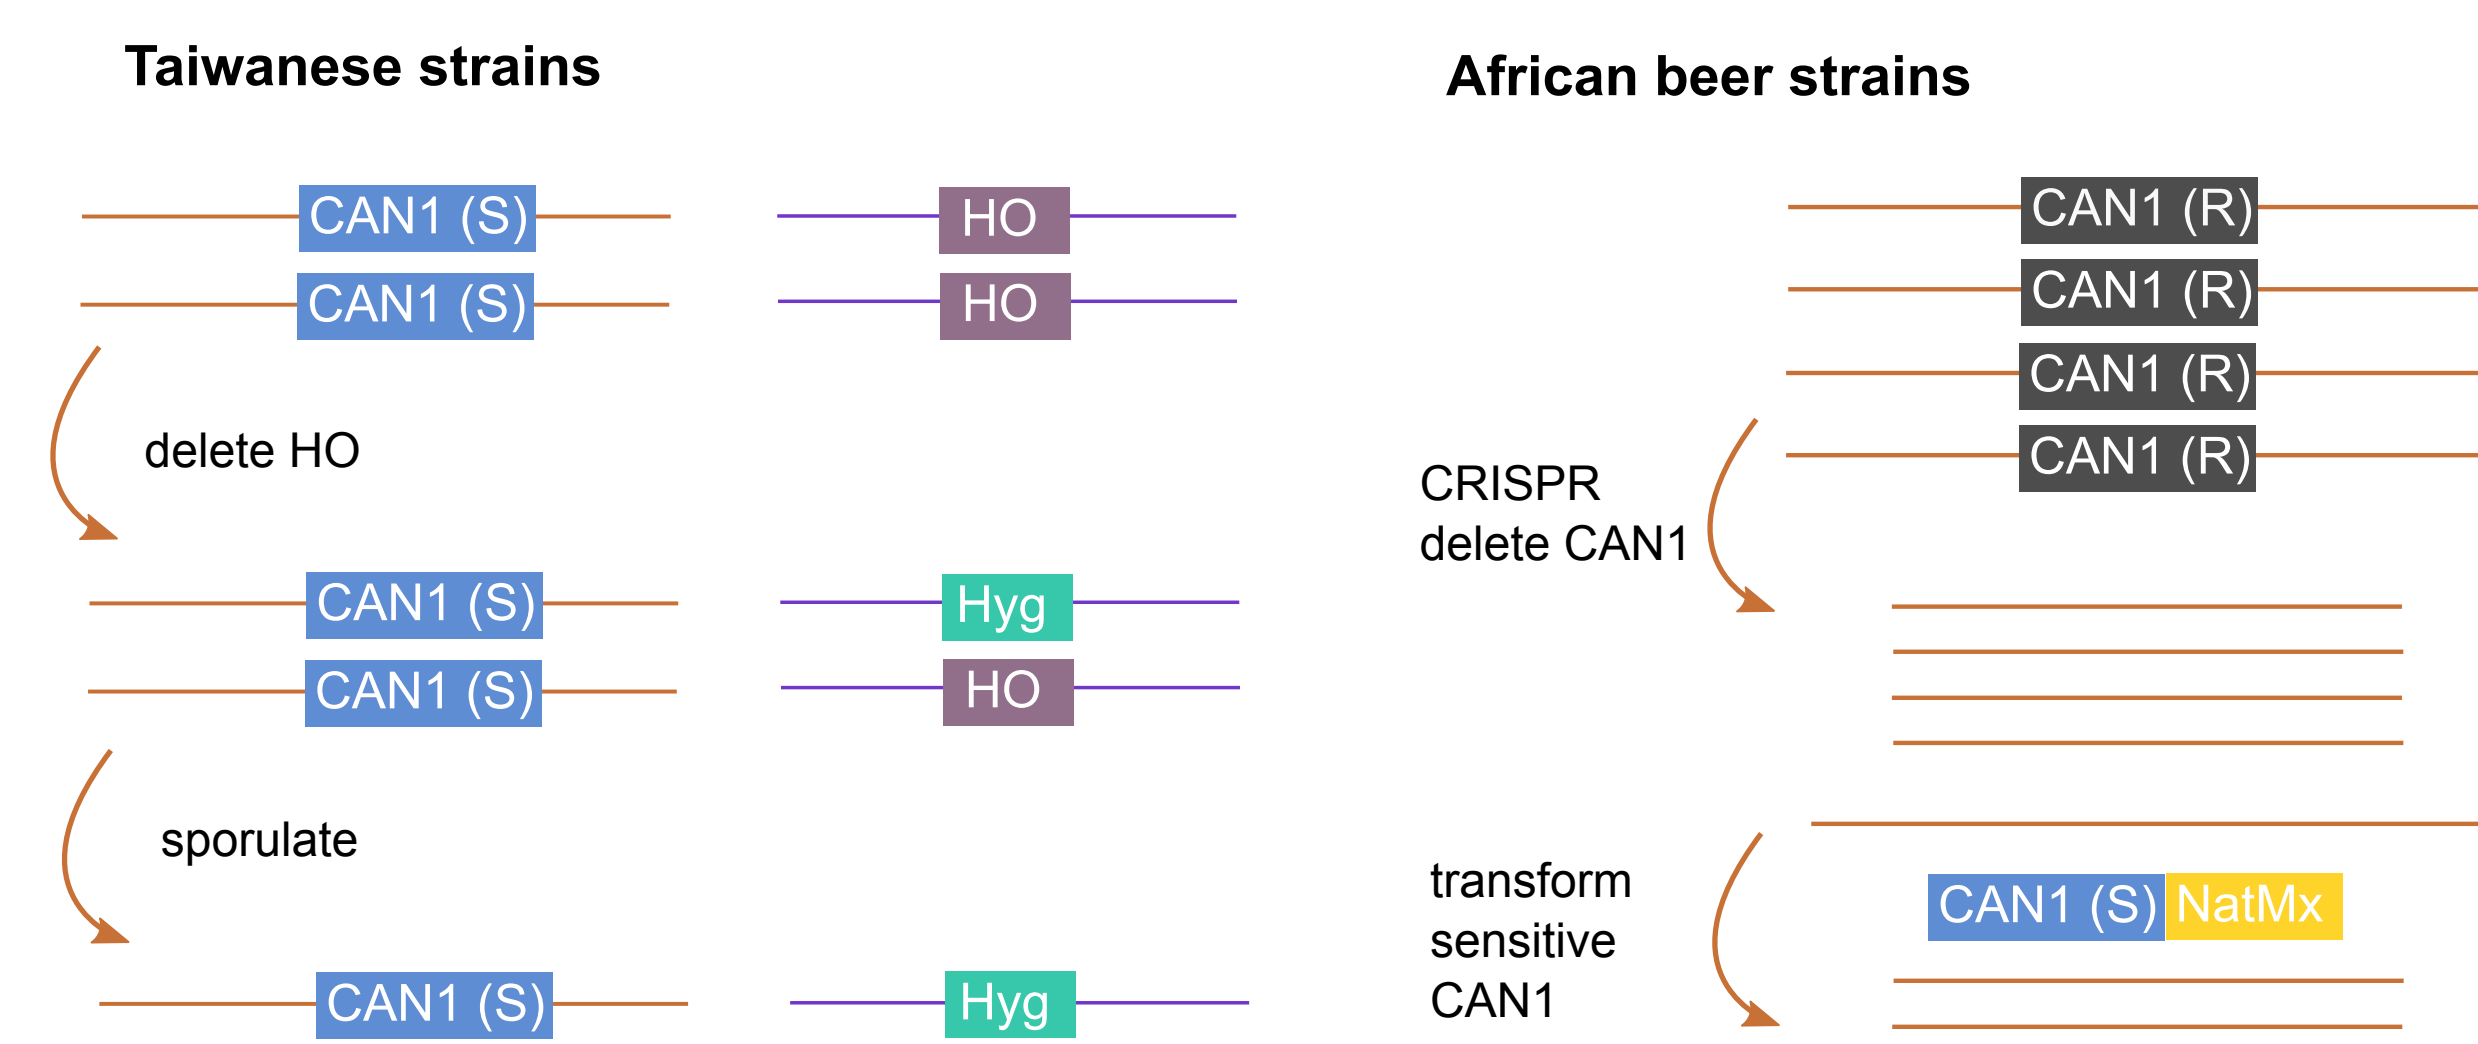 Taiwanese strains
CAN1 (S)
HO
CAN1 (S)
HO
delete HO
CAN1 (S)
Hyg
CAN1 (S)
HO
sporulate
CAN1 (S)
Hyg
African beer strains
CAN1 (R)
CAN1 (R)
CAN1 (R)
CAN1 (R)
CRISPR
delete CAN1
transform
sensitive
CAN1
CAN1 (S) NatMx